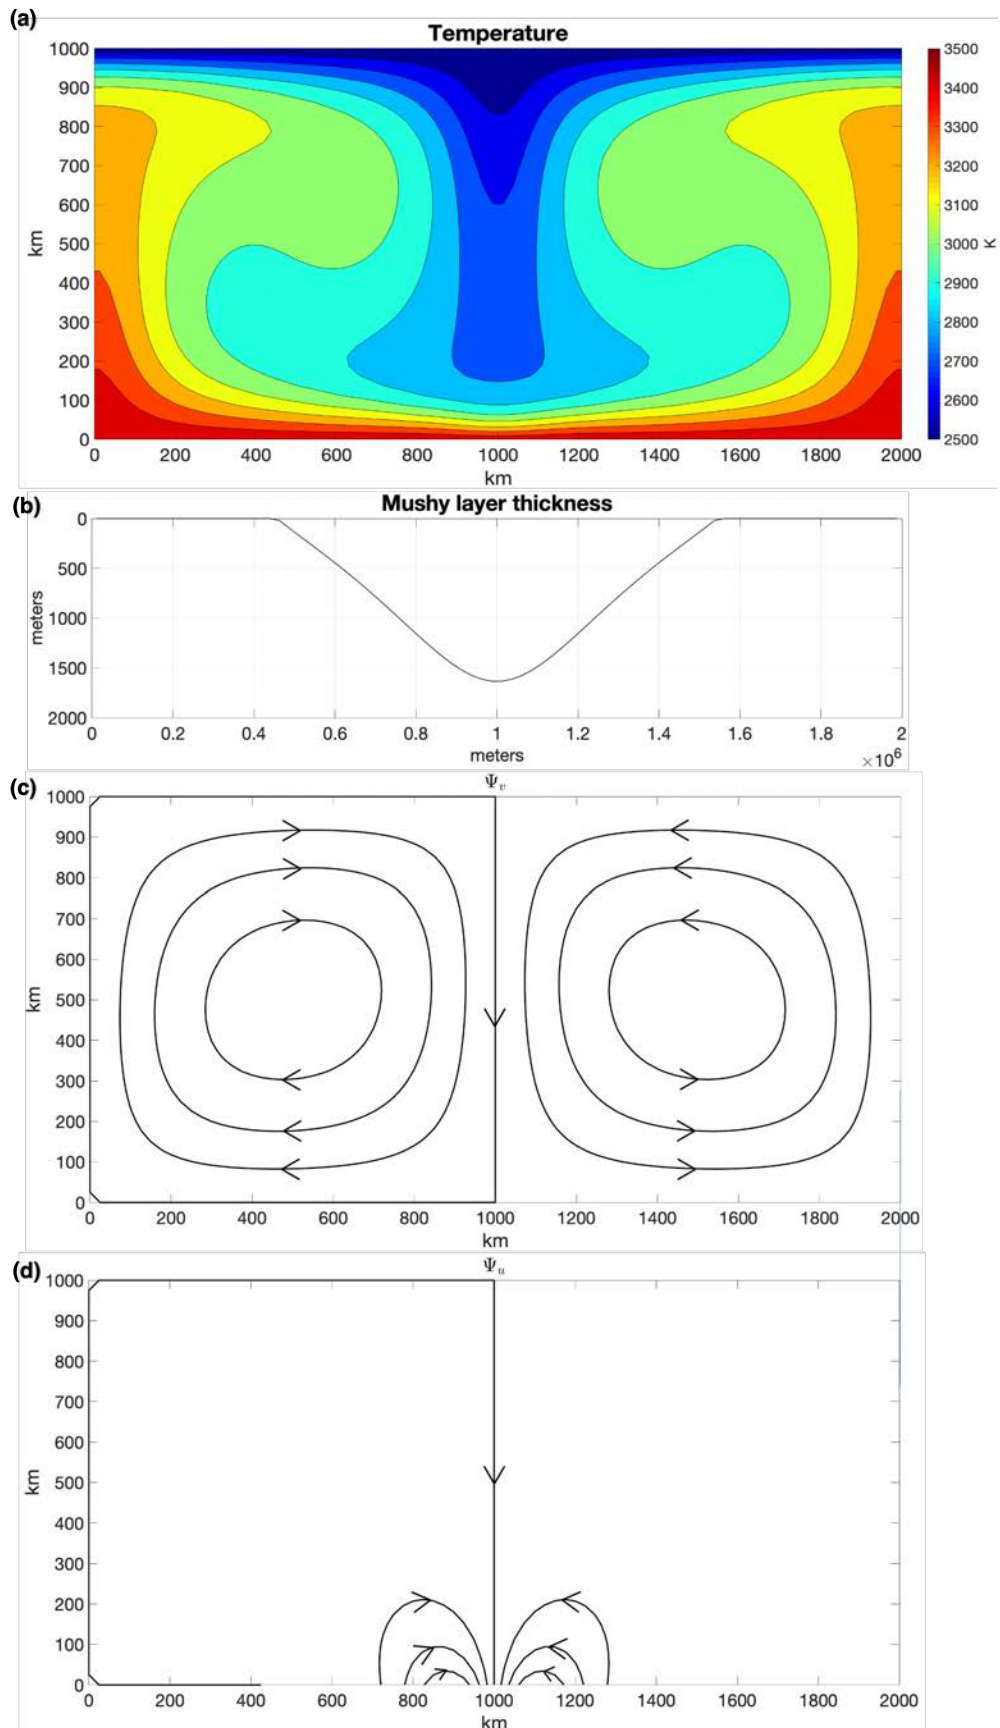 (a)
Temperature
1000
900
800
700
600
500
400
300
200
100
0
km
0 200 400 600 800 1000 1200 1400 1600 1800 2000
km
3500
3400
3300
3200
3100
3000
2900
2800
2700
2600
2500
K
(b)
Mushy layer thickness
0
500
1000
1500
2000
meters
0 0.2 0.4 0.6 0.8 1 1.2 1.4 1.6 1.8 2
meters
×10⁶
(c)
Ψᵥ
1000
900
800
700
600
500
400
300
200
100
0
km
0 200 400 600 800 1000 1200 1400 1600 1800 2000
km
(d)
Ψᵤ
1000
900
800
700
600
500
400
300
200
100
0
km
0 200 400 600 800 1000 1200 1400 1600 1800 2000
km